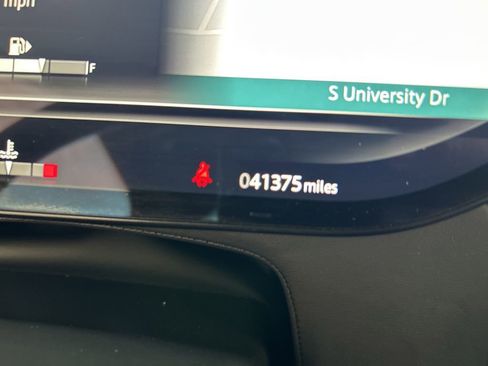 mph
F
S University Dr
041375 miles